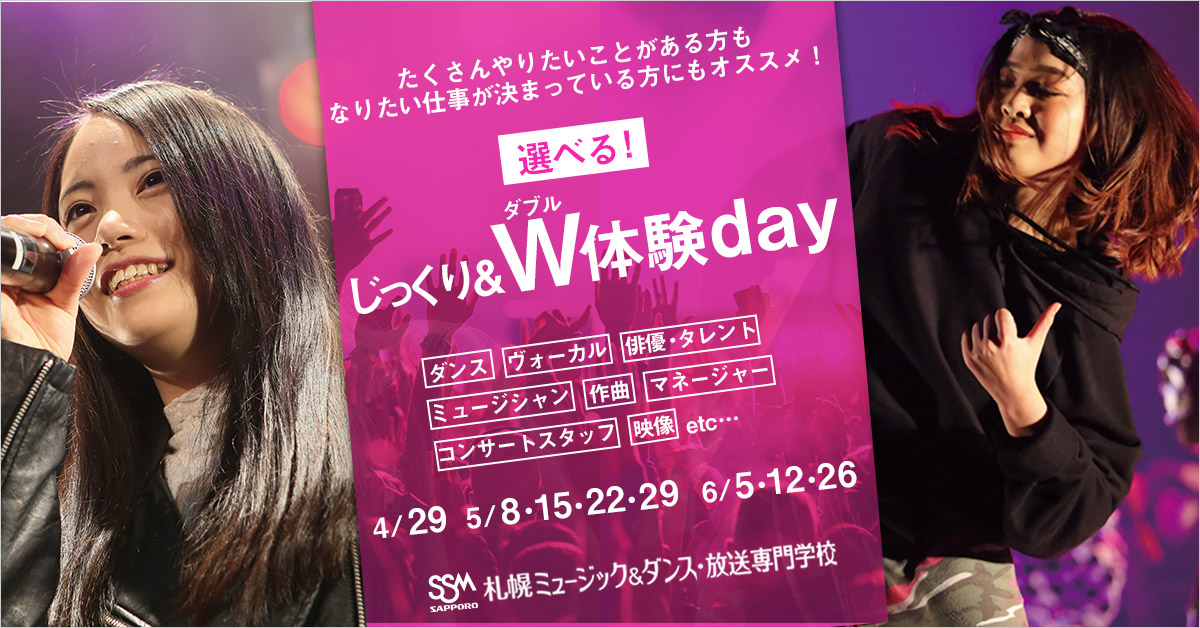 たくさんやりたいことがある方も
なりたい仕事が決まっている方にもオススメ！
選べる！
ダブル
じっくり&W体験day
ダンス ヴォーカル 俳優・タレント
ミュージシャン 作曲 マネージャー
コンサートスタッフ 映像 etc…
4/29 5/8・15・22・29 6/5・12・26
SSM SAPPORO 札幌ミュージック&ダンス・放送専門学校